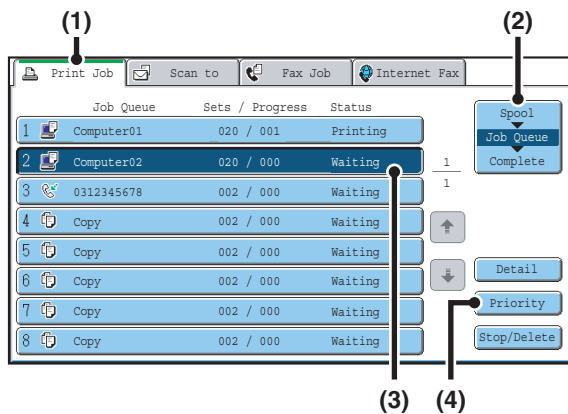 (1) (2)
Print Job Scan to Fax Job Internet Fax
Job Queue Sets / Progress Status
Spool
Job Queue
Complete
1 Computer01 020 / 001 Printing
2 Computer02 020 / 000 Waiting
3 0312345678 002 / 000 Waiting
4 Copy 002 / 000 Waiting
5 Copy 002 / 000 Waiting
6 Copy 002 / 000 Waiting
7 Copy 002 / 000 Waiting
8 Copy 002 / 000 Waiting
1
1
Detail
Priority
Stop/Delete
(3) (4)